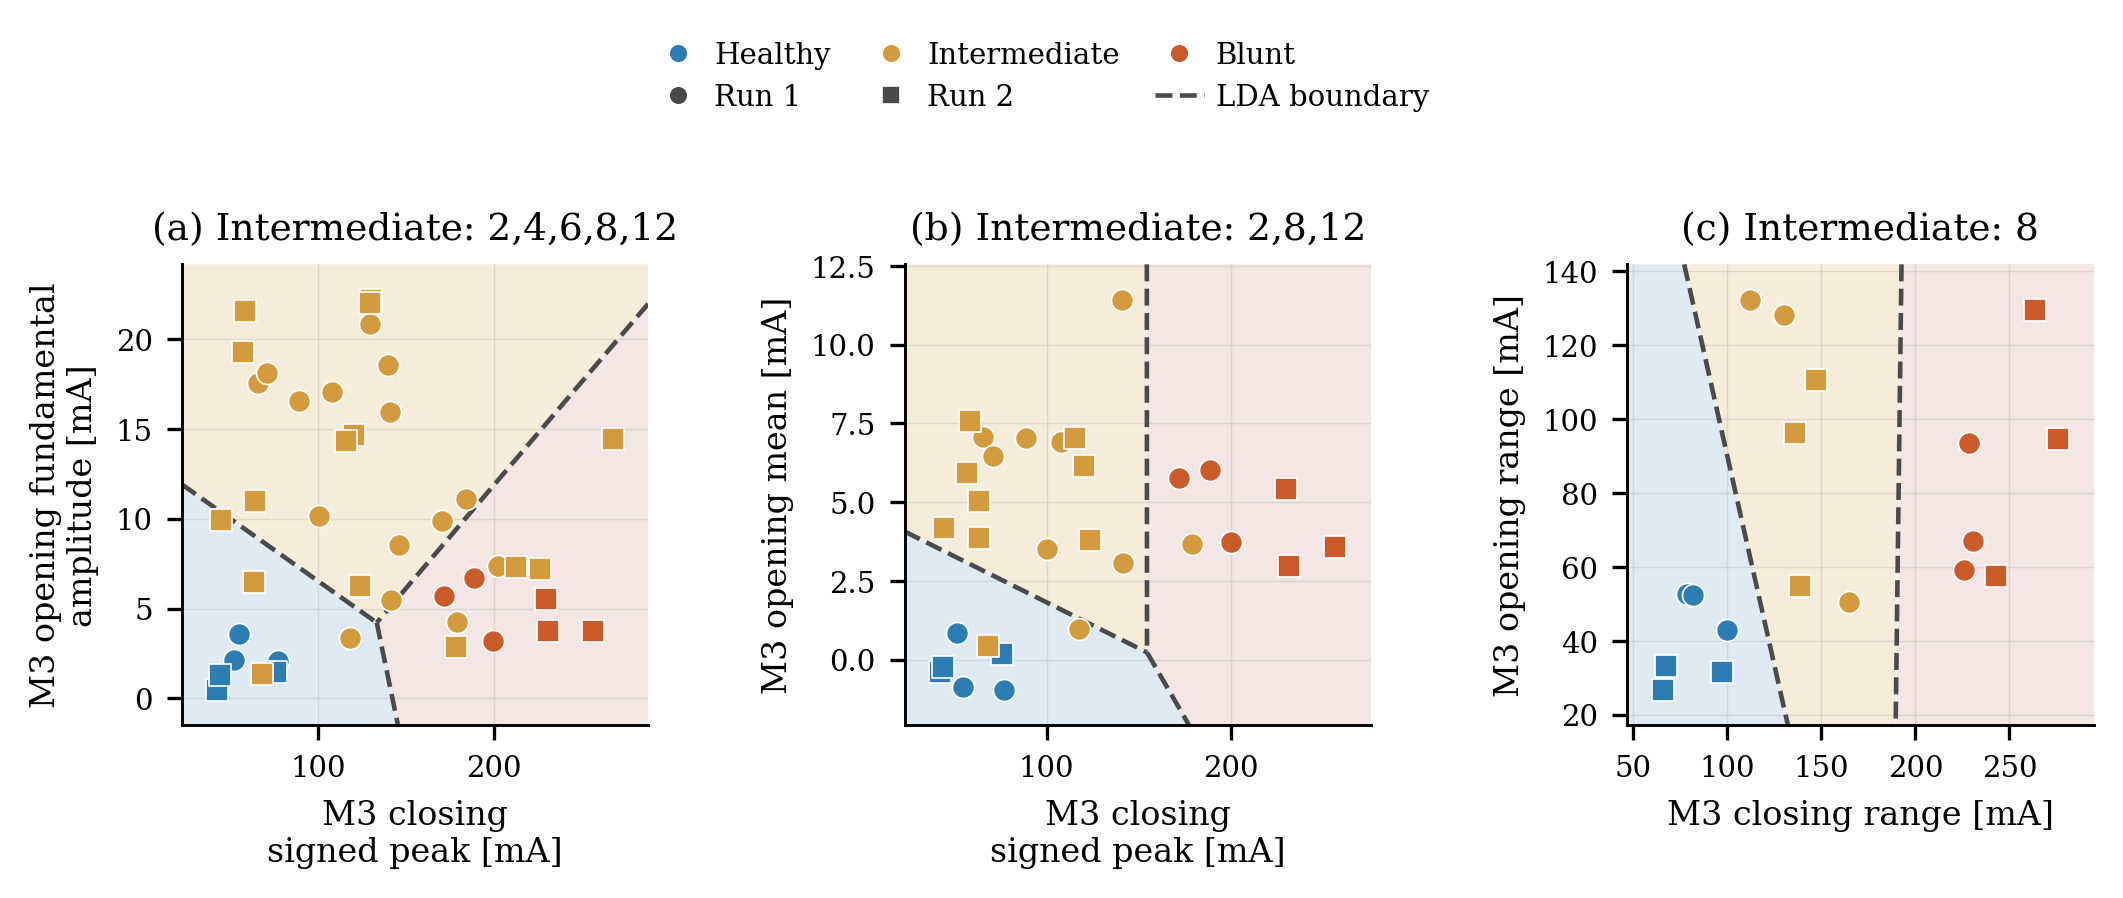 Healthy Intermediate Blunt
Run 1 Run 2 LDA boundary
(a) Intermediate: 2,4,6,8,12
M3 opening fundamental
amplitude [mA]
20
15
10
5
0
100 200
M3 closing
signed peak [mA]
(b) Intermediate: 2,8,12
M3 opening mean [mA]
12.5
10.0
7.5
5.0
2.5
0.0
100 200
M3 closing
signed peak [mA]
(c) Intermediate: 8
M3 opening range [mA]
140
120
100
80
60
40
20
50 100 150 200 250
M3 closing range [mA]